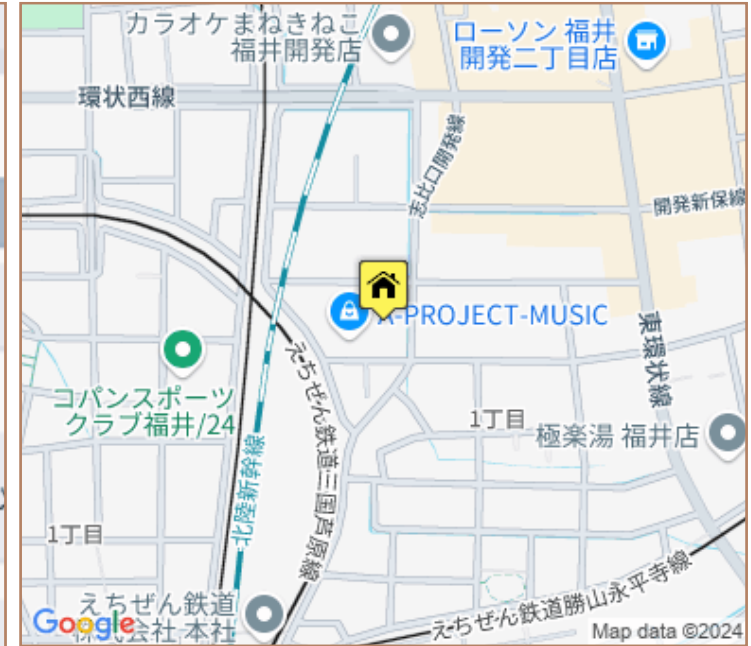 カラオケまねきねこ
福井開発店
ローソン 福井
開発二丁目店
環状西線
志比口開発線
開発新保線
A-PROJECT-MUSIC
東環状線
コパンスポーツ
クラブ福井/24
えちぜん鉄道三国芦原線
1丁目
極楽湯 福井店
北陸新幹線
1丁目
えちぜん鉄道
株式会社 本社
えちぜん鉄道勝山永平寺線
Google
Map data ©2024